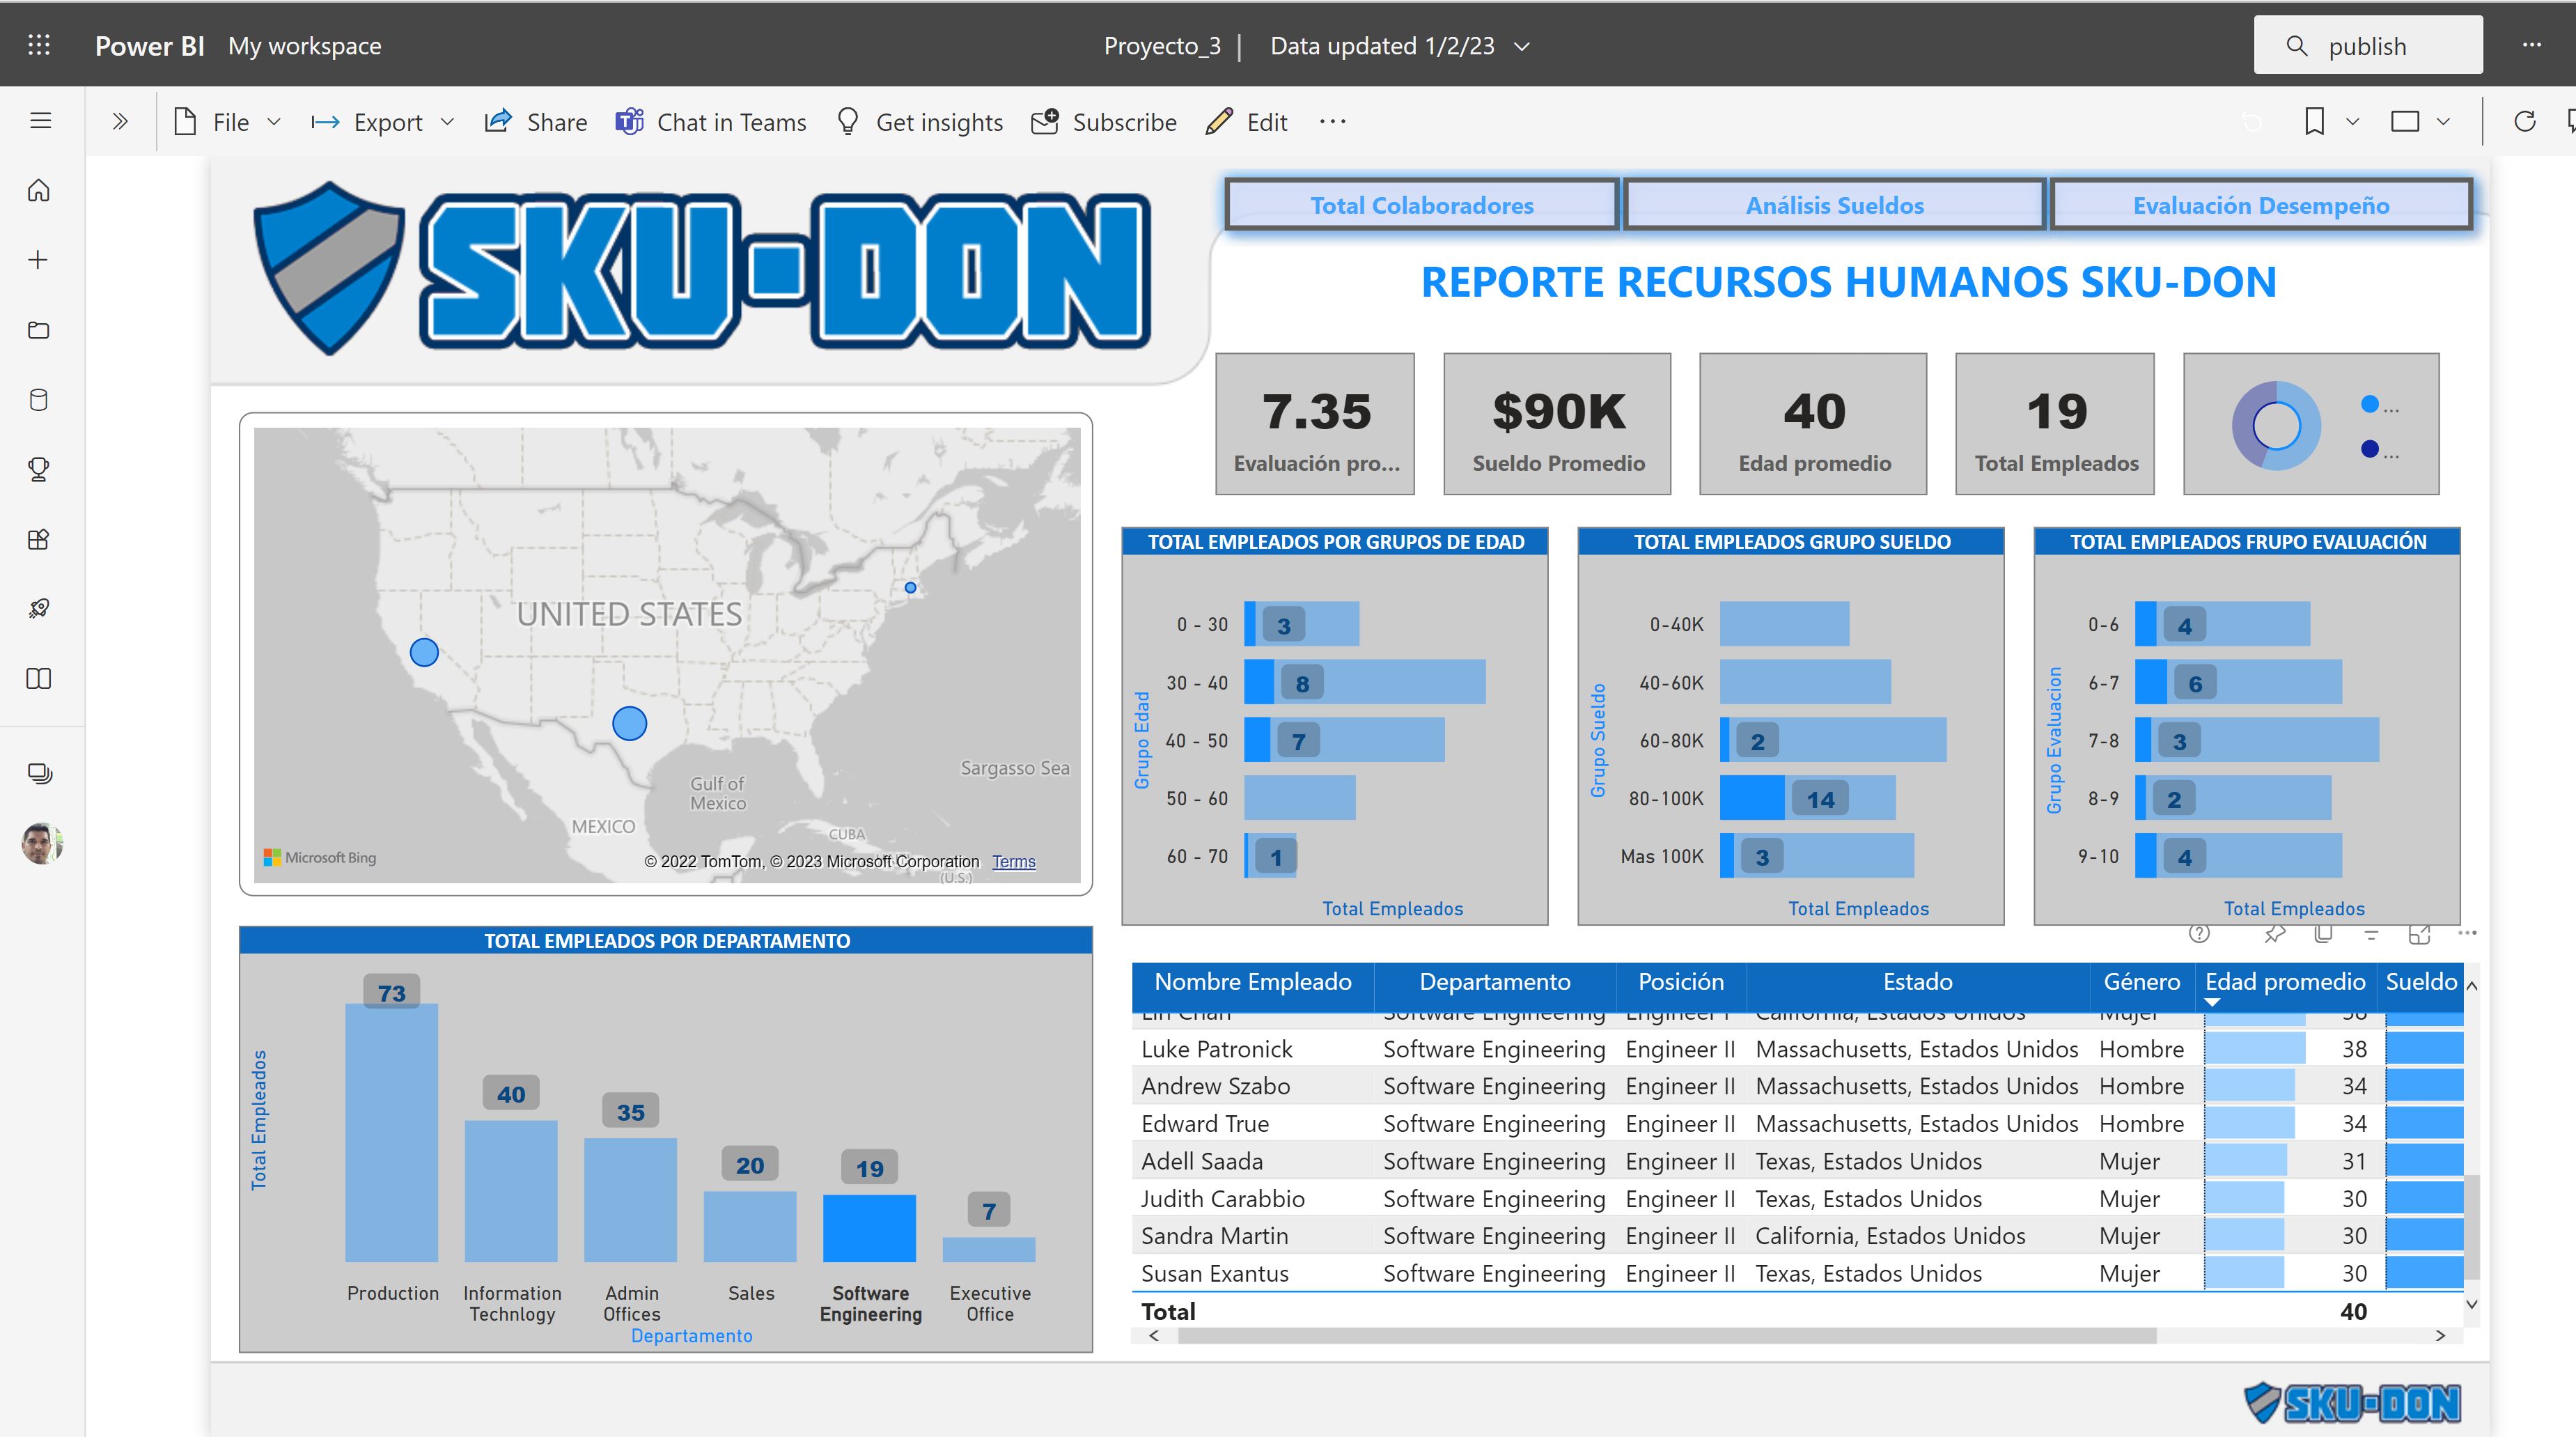 Power BI My workspace Proyecto_3 | Data updated 1/2/23 publish
File Export Share Chat in Teams Get insights Subscribe Edit
SKU-DON
Total Colaboradores Análisis Sueldos Evaluación Desempeño
REPORTE RECURSOS HUMANOS SKU-DON
7.35 $90K 40 19
Evaluación pro... Sueldo Promedio Edad promedio Total Empleados
...
...
UNITED STATES
Sargasso Sea
Gulf of
Mexico
MEXICO
CUBA
Microsoft Bing
© 2022 TomTom, © 2023 Microsoft Corporation Terms
(U.S.)
TOTAL EMPLEADOS POR GRUPOS DE EDAD
Grupo Edad
0 - 30 3
30 - 40 8
40 - 50 7
50 - 60
60 - 70 1
Total Empleados
TOTAL EMPLEADOS GRUPO SUELDO
Grupo Sueldo
0-40K
40-60K
60-80K 2
80-100K 14
Mas 100K 3
Total Empleados
TOTAL EMPLEADOS FRUPO EVALUACIÓN
Grupo Evaluacion
0-6 4
6-7 6
7-8 3
8-9 2
9-10 4
Total Empleados
TOTAL EMPLEADOS POR DEPARTAMENTO
Total Empleados
73 40 35 20 19 7
Production Information Admin Sales Software Executive
Technlogy Offices Engineering Office
Departamento
Nombre Empleado Departamento Posición Estado Género Edad promedio Sueldo
Lin Chan Software Engineering Engineer I California, Estados Unidos Mujer 38
Luke Patronick Software Engineering Engineer II Massachusetts, Estados Unidos Hombre 38
Andrew Szabo Software Engineering Engineer II Massachusetts, Estados Unidos Hombre 34
Edward True Software Engineering Engineer II Massachusetts, Estados Unidos Hombre 34
Adell Saada Software Engineering Engineer II Texas, Estados Unidos Mujer 31
Judith Carabbio Software Engineering Engineer II Texas, Estados Unidos Mujer 30
Sandra Martin Software Engineering Engineer II California, Estados Unidos Mujer 30
Susan Exantus Software Engineering Engineer II Texas, Estados Unidos Mujer 30
Total 40
SKU-DON